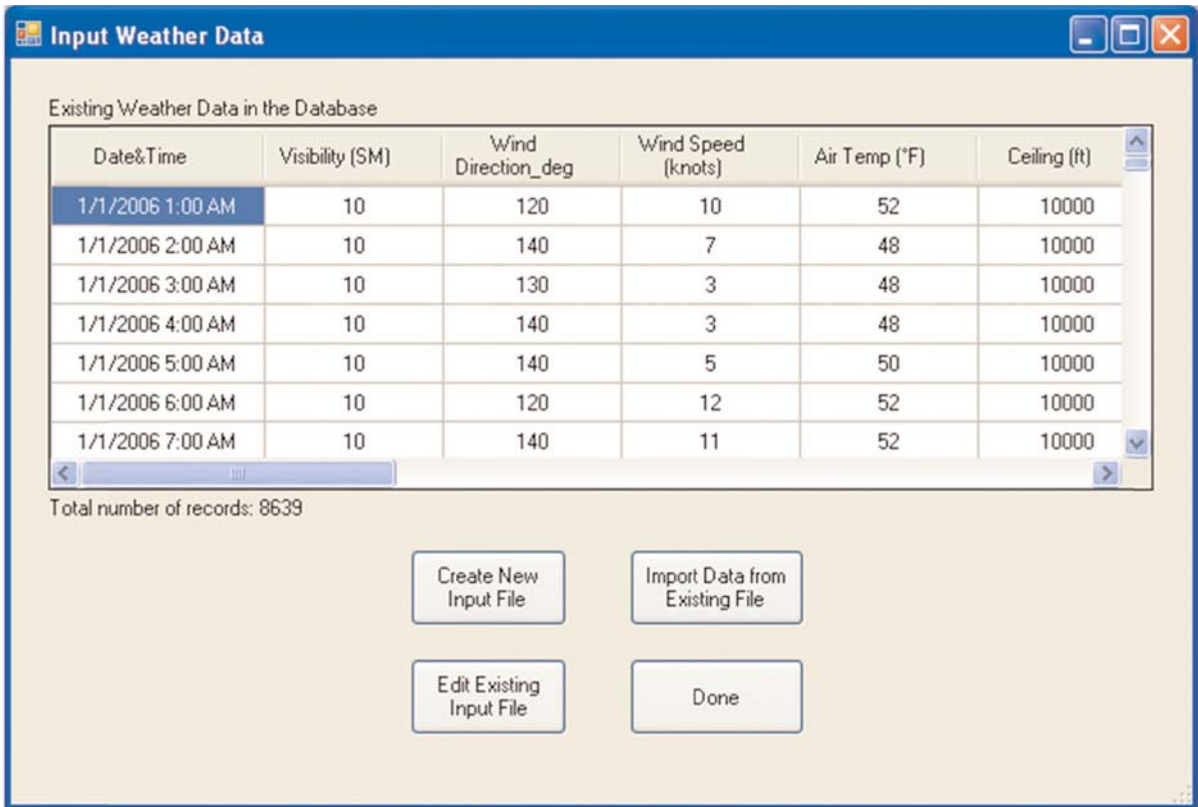 Input Weather Data
Existing Weather Data in the Database
Date&Time Visibility (SM) Wind Direction_deg Wind Speed (knots) Air Temp (°F) Ceiling (ft)
1/1/2006 1:00 AM 10 120 10 52 10000
1/1/2006 2:00 AM 10 140 7 48 10000
1/1/2006 3:00 AM 10 130 3 48 10000
1/1/2006 4:00 AM 10 140 3 48 10000
1/1/2006 5:00 AM 10 140 5 50 10000
1/1/2006 6:00 AM 10 120 12 52 10000
1/1/2006 7:00 AM 10 140 11 52 10000
Total number of records: 8639
Create New
Input File
Import Data from
Existing File
Edit Existing
Input File
Done